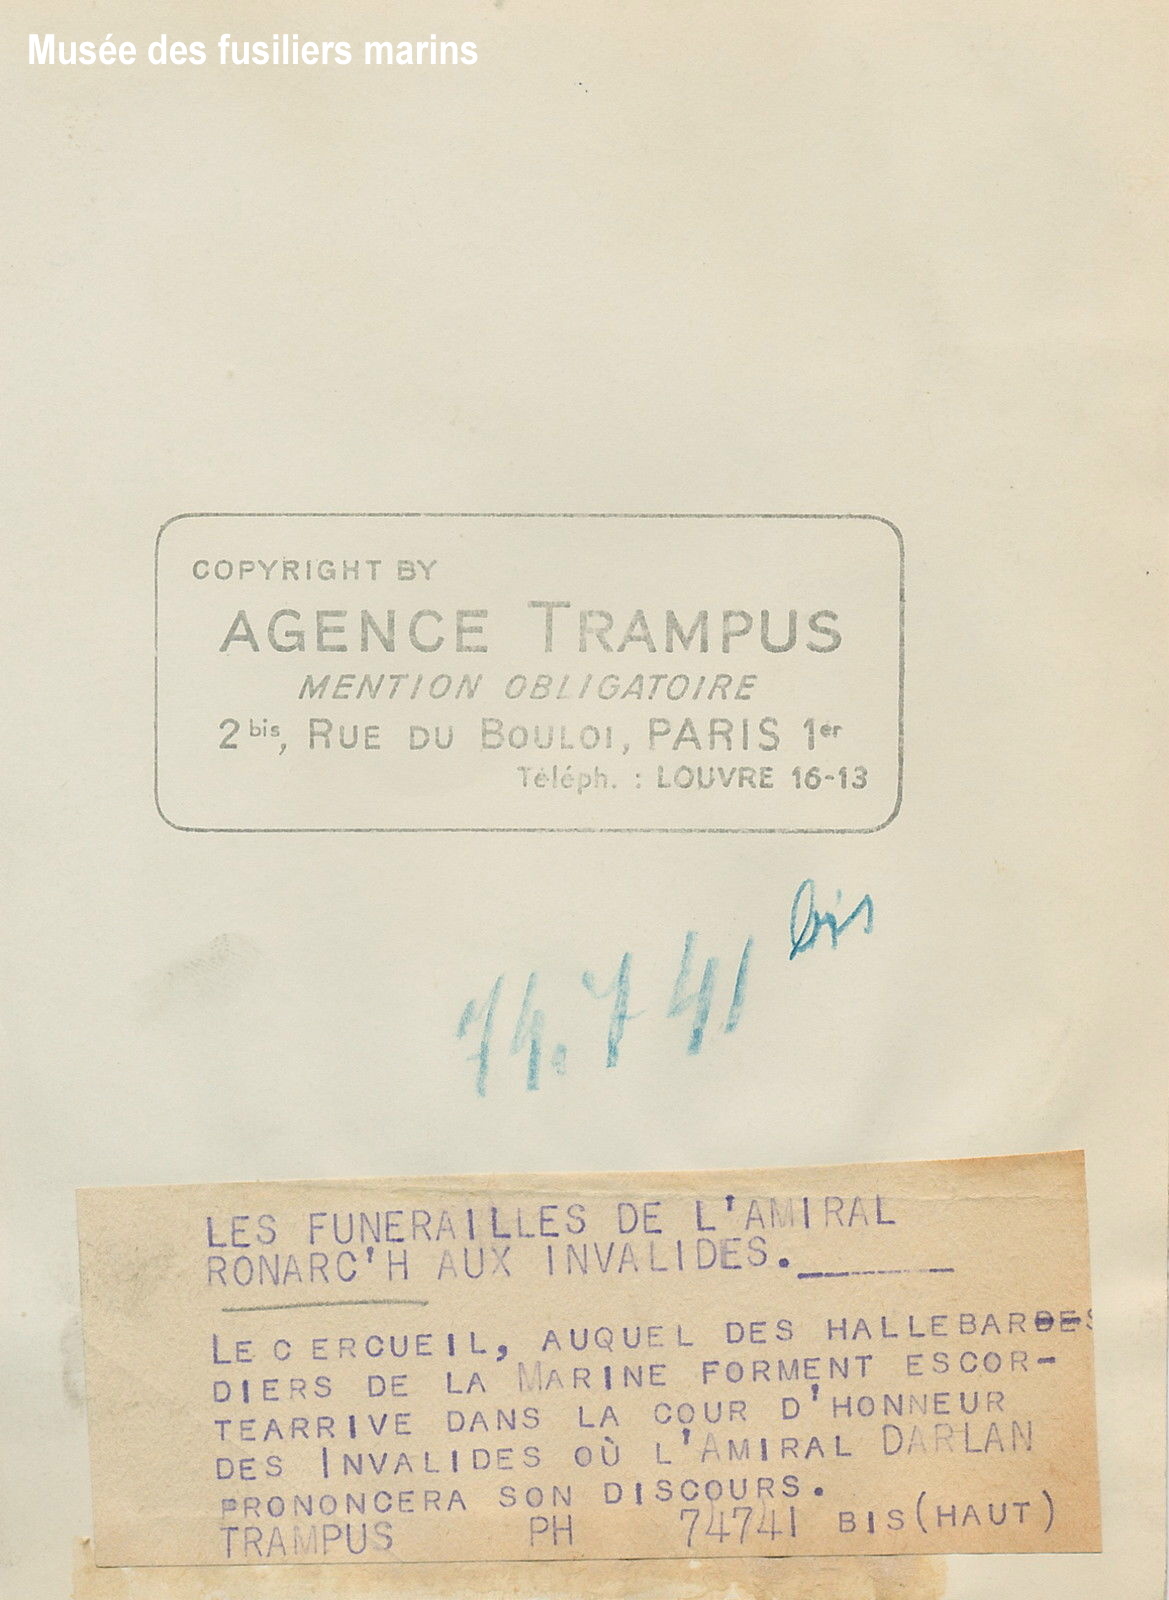 Musée des fusiliers marins
COPYRIGHT BY
AGENCE TRAMPUS
MENTION OBLIGATOIRE
2 bis, RUE DU BOULOI, PARIS 1er
Téléph. : LOUVRE 16-13
74.741 bis
LES FUNERAILLES DE L'AMIRAL
RONARC'H AUX INVALIDES.
LE C ERCUEIL, AUQUEL DES HALLEBARDES
DIERS DE LA MARINE FORMENT ESCOR-
TEARRIVE DANS LA COUR D'HONNEUR
DES INVALIDES OÙ L'AMIRAL DARLAN
PRONONCERA SON DISCOURS.
TRAMPUS PH 74741 BIS(HAUT)